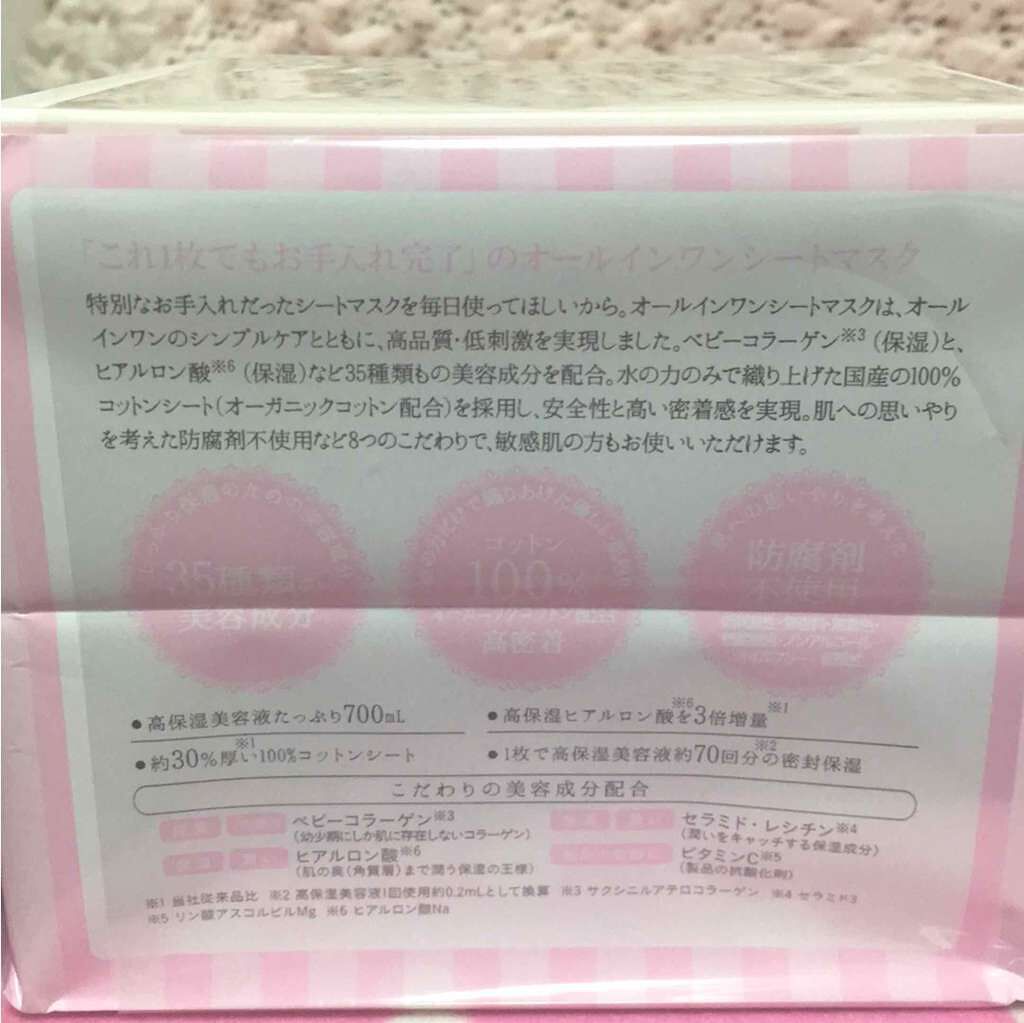 「これ1枚でもお手入れ完了」のオールインワンシートマスク
特別なお手入れだったシートマスクを毎日使ってほしいから。オールインワンシートマスクは、オール
インワンのシンプルケアとともに、高品質・低刺激を実現しました。ベビーコラーゲン※3（保湿）と、
ヒアルロン酸※6（保湿）など35種類もの美容成分を配合。水の力のみで織り上げた国産の100%
コットンシート（オーガニックコットン配合）を採用し、安全性と高い密着感を実現。肌への思いやり
を考えた防腐剤不使用など8つのこだわりで、敏感肌の方もお使いいただけます。
35種類の
美容成分
コットン
100%
オーガニックコットン配合
高密着
肌への思いやりを考えた
防腐剤
不使用
●高保湿美容液たっぷり700mL
●高保湿ヒアルロン酸※6を3倍増量※1
●約30%厚い※1100%コットンシート
●1枚で高保湿美容液約70回分※2の密封保湿
こだわりの美容成分配合
ベビーコラーゲン※3
（幼少期にしか肌に存在しないコラーゲン）
セラミド・レシチン※4
（潤いをキャッチする保湿成分）
ヒアルロン酸※6
（肌の奥（角質層）まで潤う保湿の王様）
ビタミンC※5
（製品の抗酸化剤）
※1 当社従来品比 ※2 高保湿美容液1回使用約0.2mLとして換算 ※3 サクシニルアテロコラーゲン ※4 セラミド3
※5 リン酸アスコルビルMg ※6 ヒアルロン酸Na